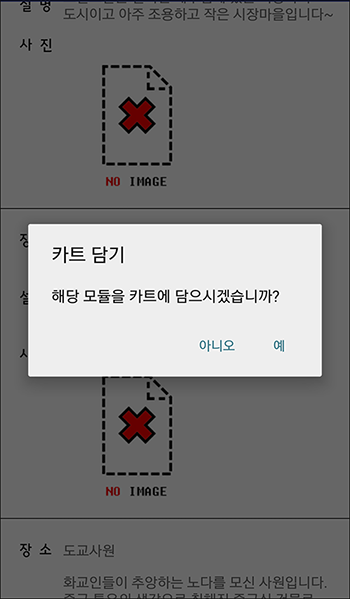 설 명
도시이고 아주 조용하고 작은 시장마을입니다~
사 진
NO IMAGE
카트 담기
해당 모듈을 카트에 담으시겠습니까?
아니오 예
NO IMAGE
장 소 도교사원
화교인들이 추앙하는 노다를 모신 사원입니다.